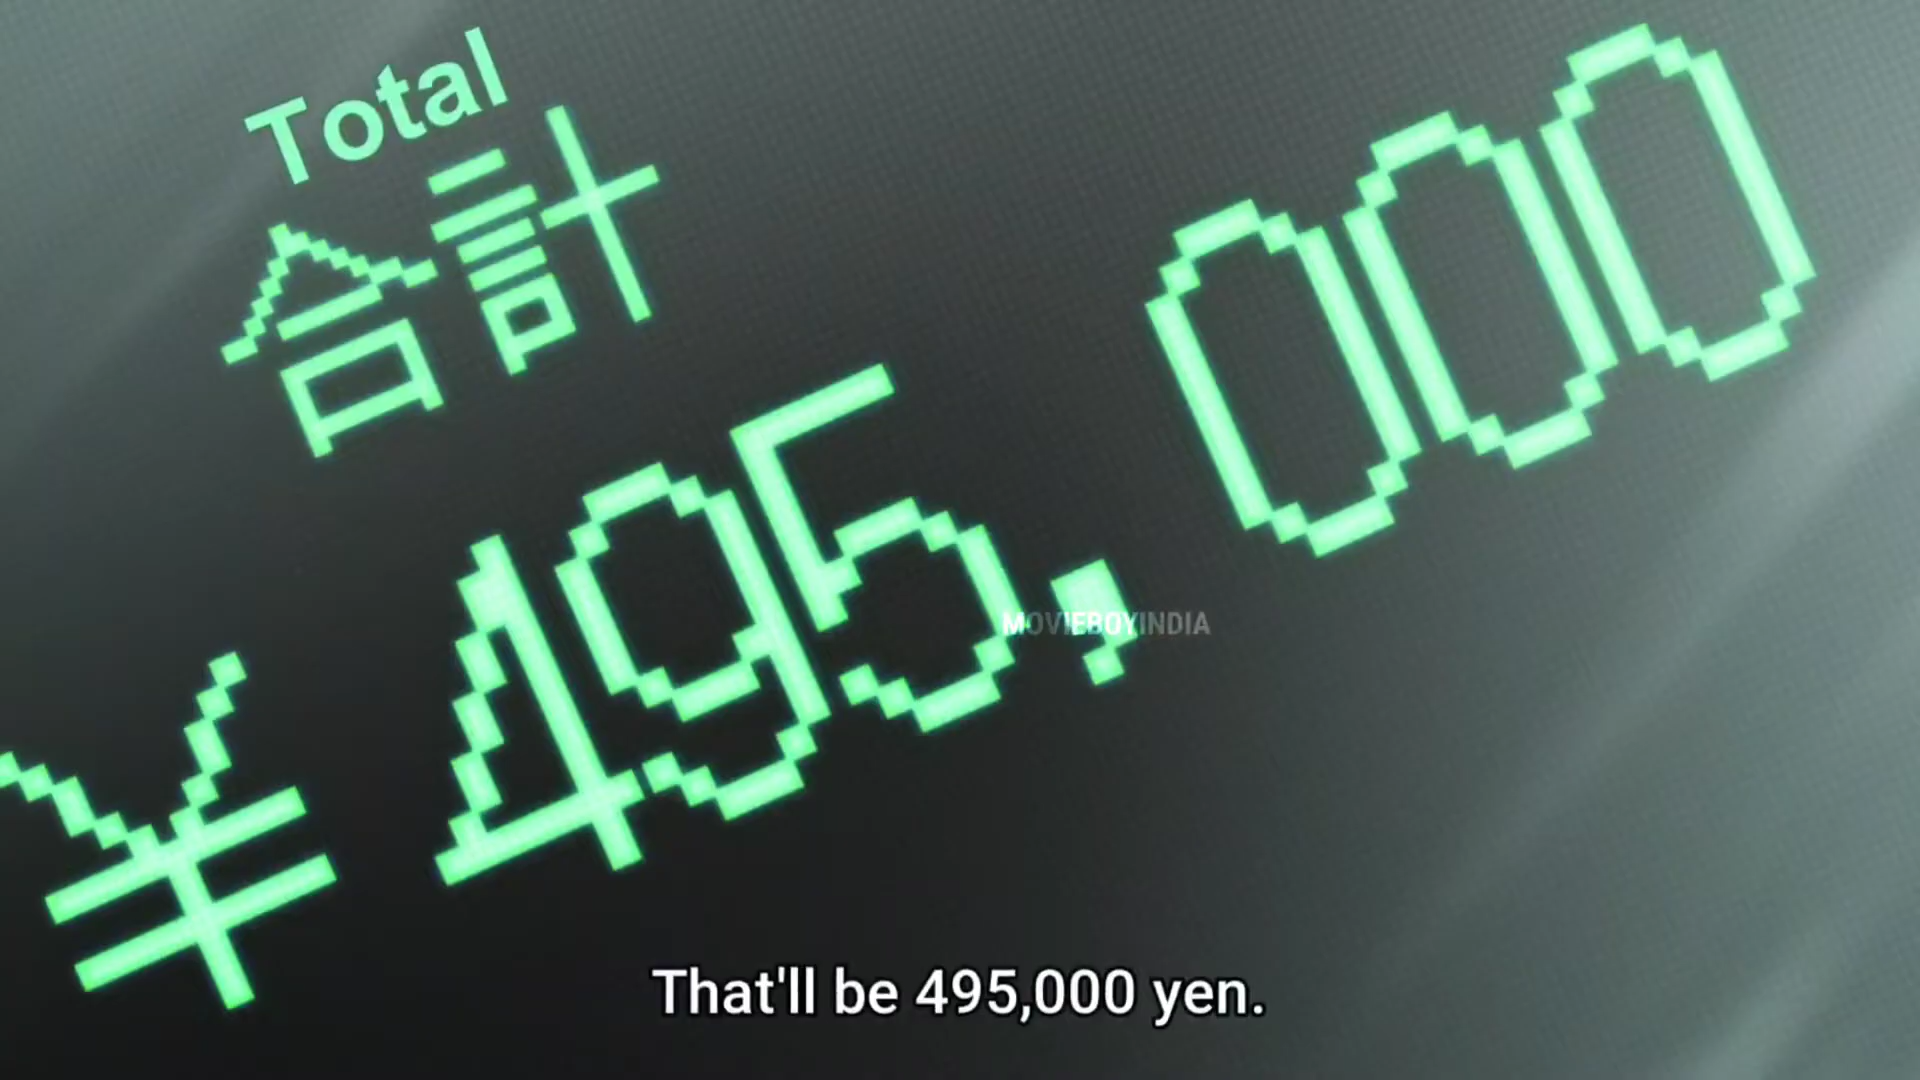 Total
合計
¥495,000
MOVIEBOYINDIA
That'll be 495,000 yen.